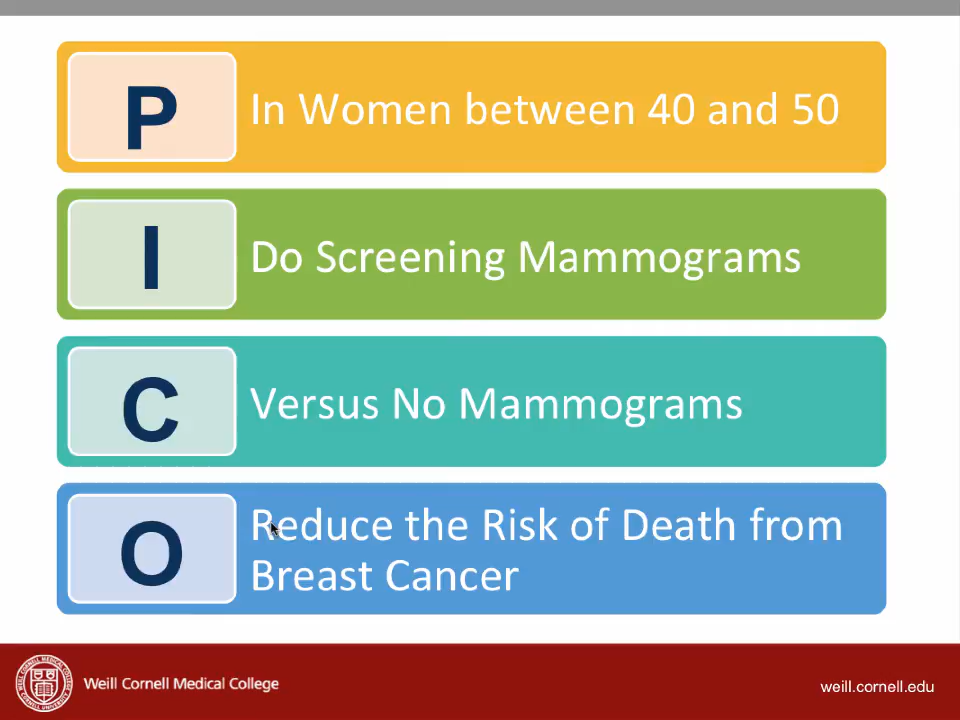 P
In Women between 40 and 50
I
Do Screening Mammograms
C
Versus No Mammograms
O
Reduce the Risk of Death from
Breast Cancer
Weill Cornell Medical College
weill.cornell.edu